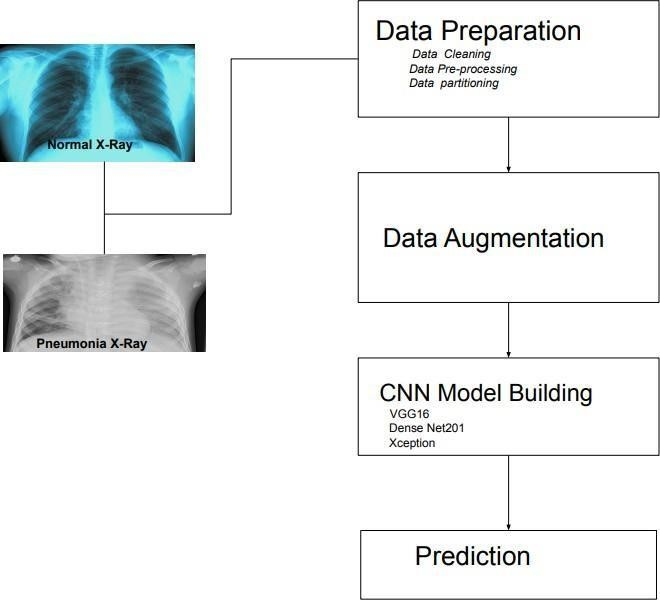 Normal X-Ray
Pneumonia X-Ray
Data Preparation
Data Cleaning
Data Pre-processing
Data partitioning
Data Augmentation
CNN Model Building
VGG16
Dense Net201
Xception
Prediction